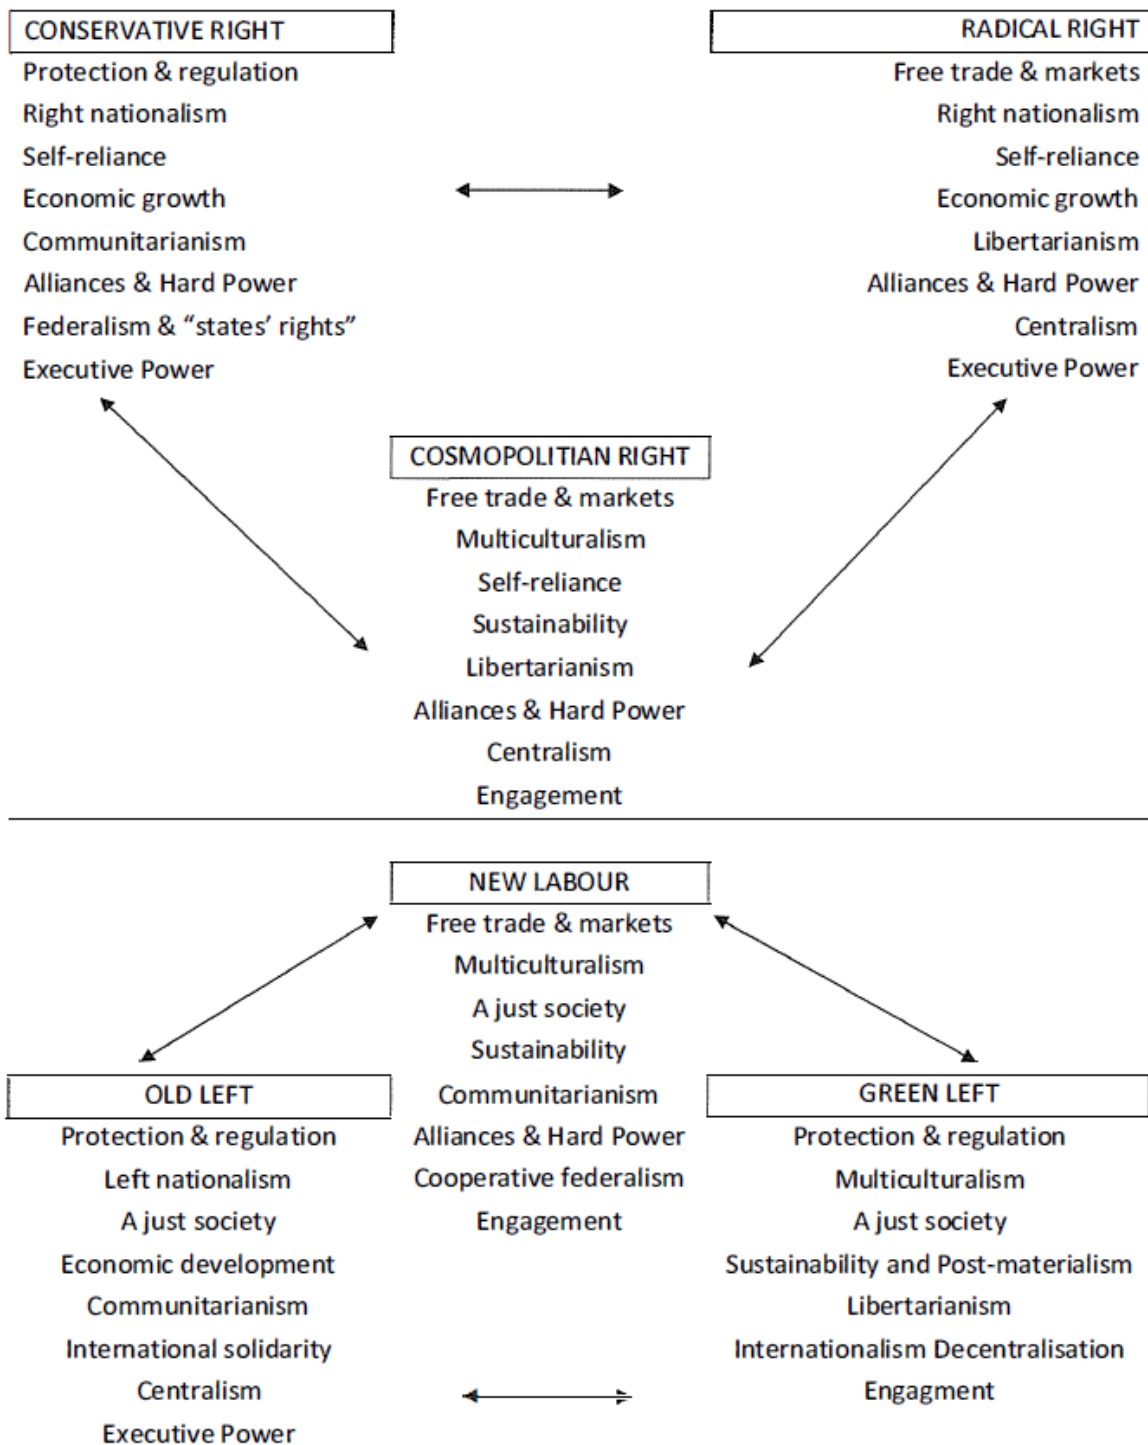 CONSERVATIVE RIGHT
Protection & regulation
Right nationalism
Self-reliance
Economic growth
Communitarianism
Alliances & Hard Power
Federalism & “states’ rights”
Executive Power
RADICAL RIGHT
Free trade & markets
Right nationalism
Self-reliance
Economic growth
Libertarianism
Alliances & Hard Power
Centralism
Executive Power
COSMOPOLITIAN RIGHT
Free trade & markets
Multiculturalism
Self-reliance
Sustainability
Libertarianism
Alliances & Hard Power
Centralism
Engagement
NEW LABOUR
Free trade & markets
Multiculturalism
A just society
Sustainability
Communitarianism
Alliances & Hard Power
Cooperative federalism
Engagement
OLD LEFT
Protection & regulation
Left nationalism
A just society
Economic development
Communitarianism
International solidarity
Centralism
Executive Power
GREEN LEFT
Protection & regulation
Multiculturalism
A just society
Sustainability and Post-materialism
Libertarianism
Internationalism Decentralisation
Engagment